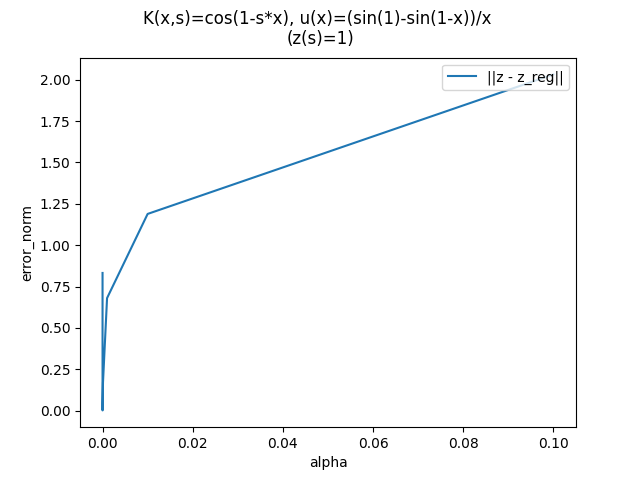 K(x,s)=cos(1-s*x), u(x)=(sin(1)-sin(1-x))/x
(z(s)=1)
||z - z_reg||
2.00
1.75
1.50
1.25
1.00
0.75
0.50
0.25
0.00
error_norm
0.00 0.02 0.04 0.06 0.08 0.10
alpha